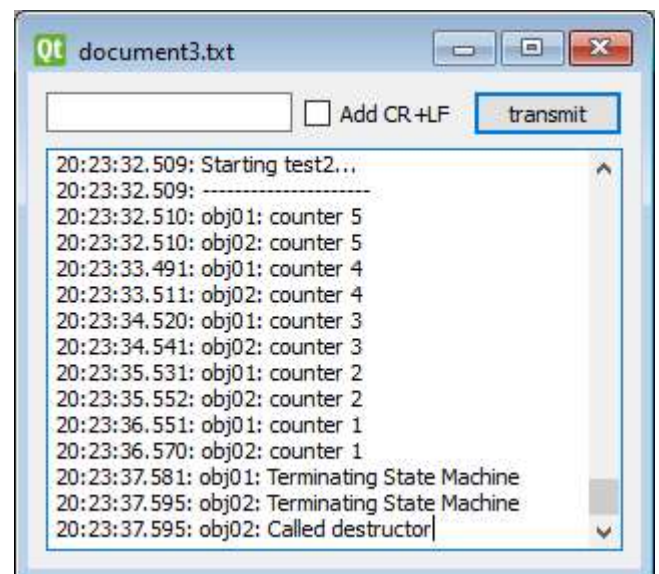 Qt document3.txt
Add CR+LF transmit
20:23:32.509: Starting test2...
20:23:32.509: ---------------------
20:23:32.510: obj01: counter 5
20:23:32.510: obj02: counter 5
20:23:33.491: obj01: counter 4
20:23:33.511: obj02: counter 4
20:23:34.520: obj01: counter 3
20:23:34.541: obj02: counter 3
20:23:35.531: obj01: counter 2
20:23:35.552: obj02: counter 2
20:23:36.551: obj01: counter 1
20:23:36.570: obj02: counter 1
20:23:37.581: obj01: Terminating State Machine
20:23:37.595: obj02: Terminating State Machine
20:23:37.595: obj02: Called destructor